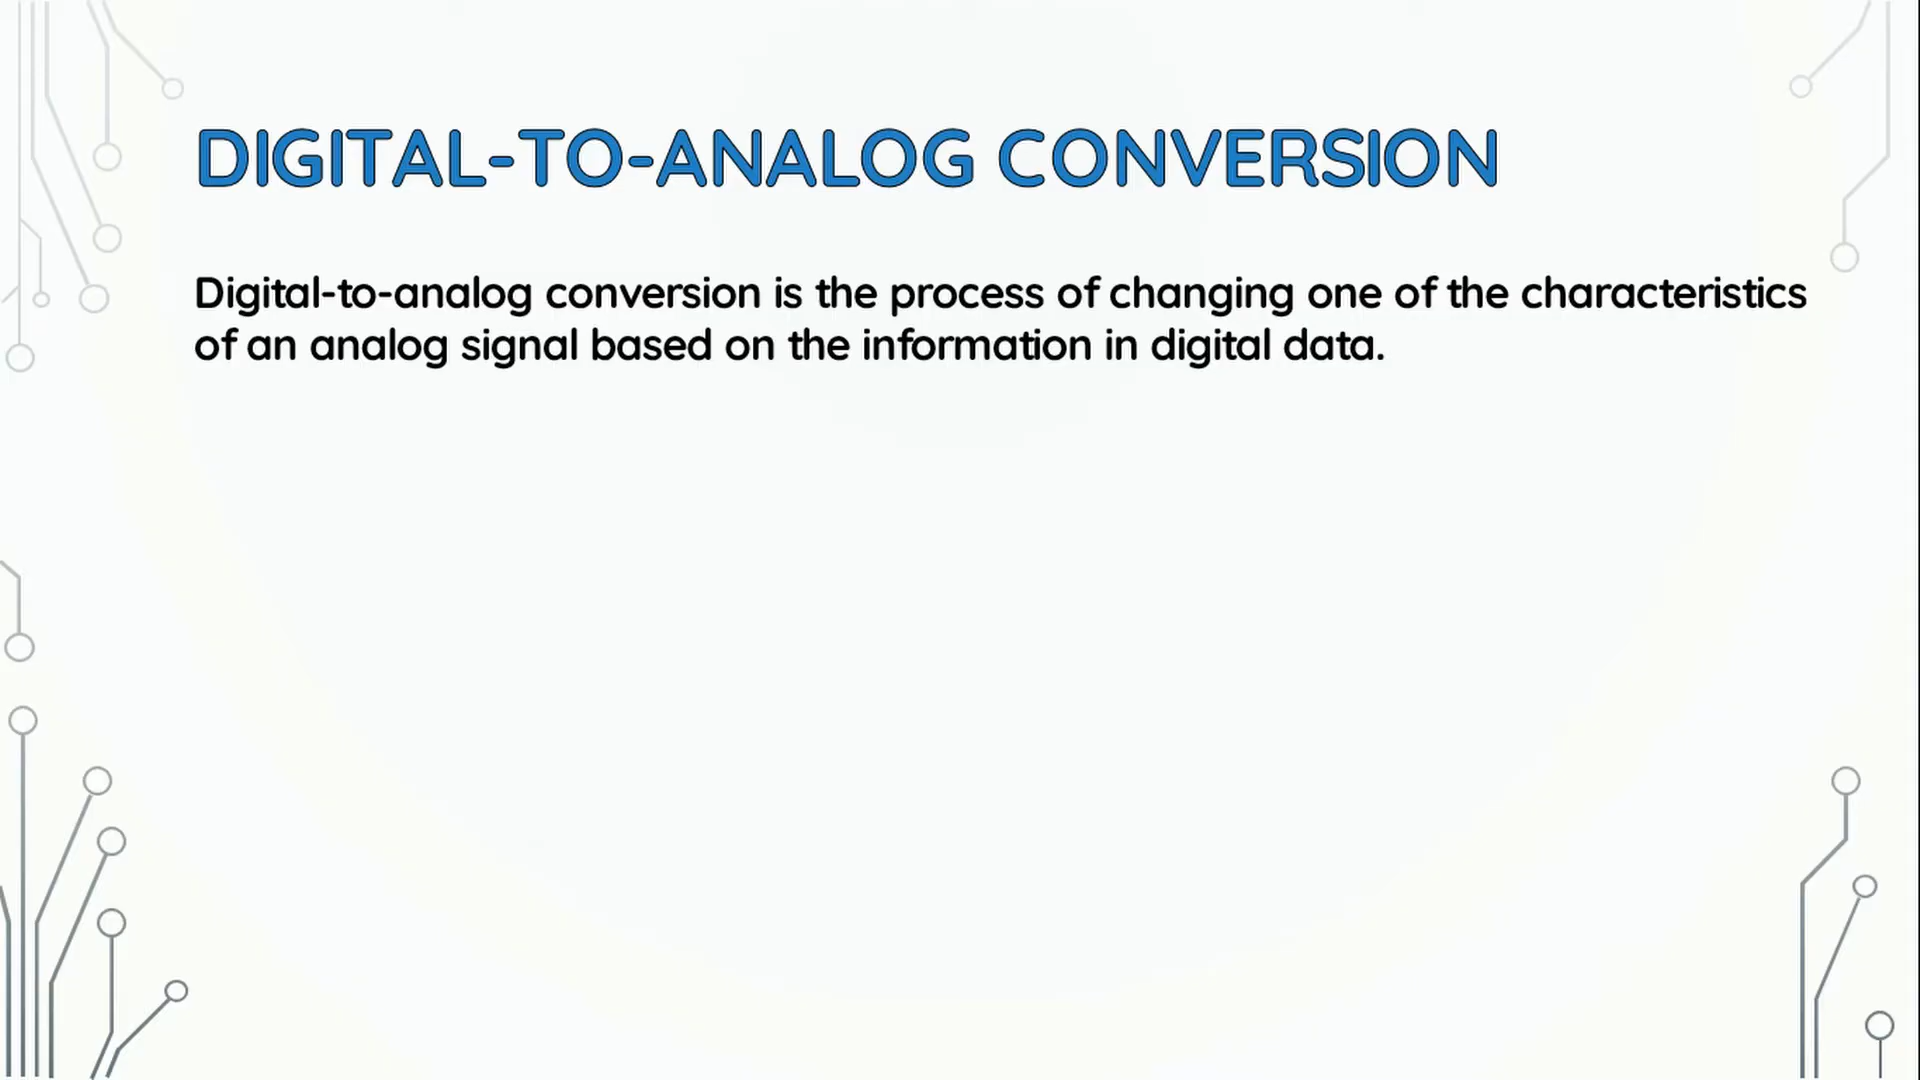 DIGITAL-TO-ANALOG CONVERSION
Digital-to-analog conversion is the process of changing one of the characteristics
of an analog signal based on the information in digital data.